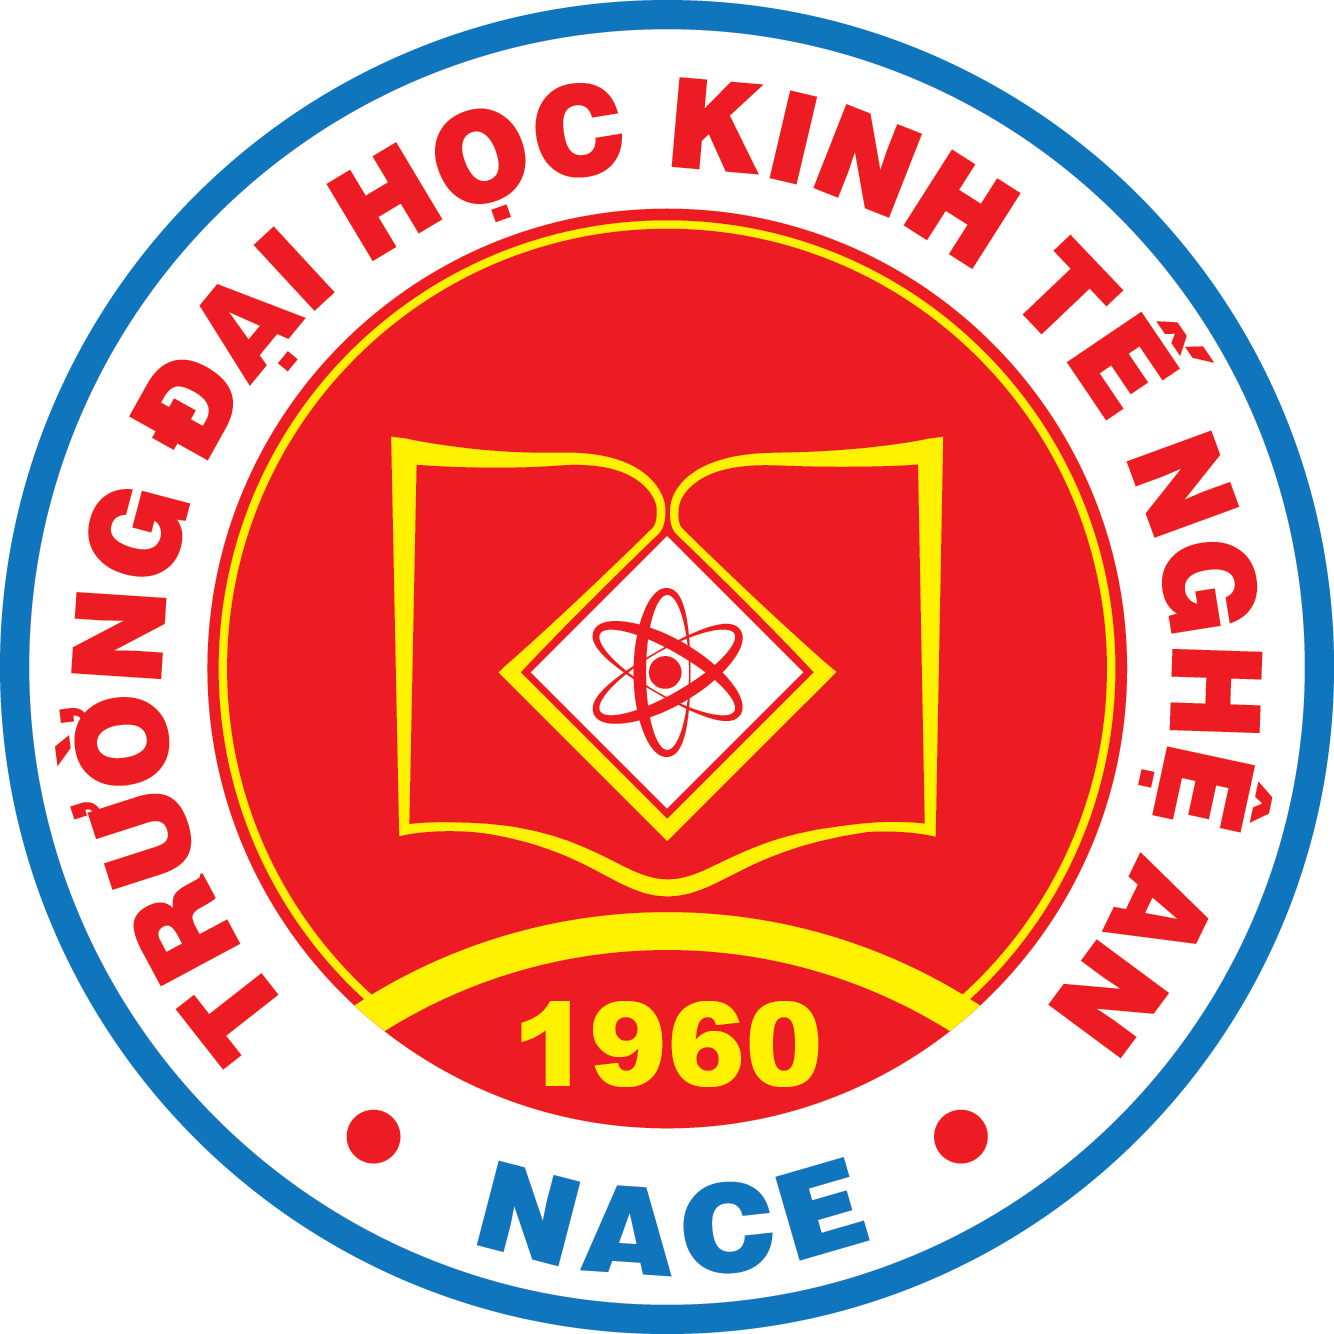 TRƯỜNG ĐẠI HỌC KINH TẾ NGHỆ AN
1960
NACE